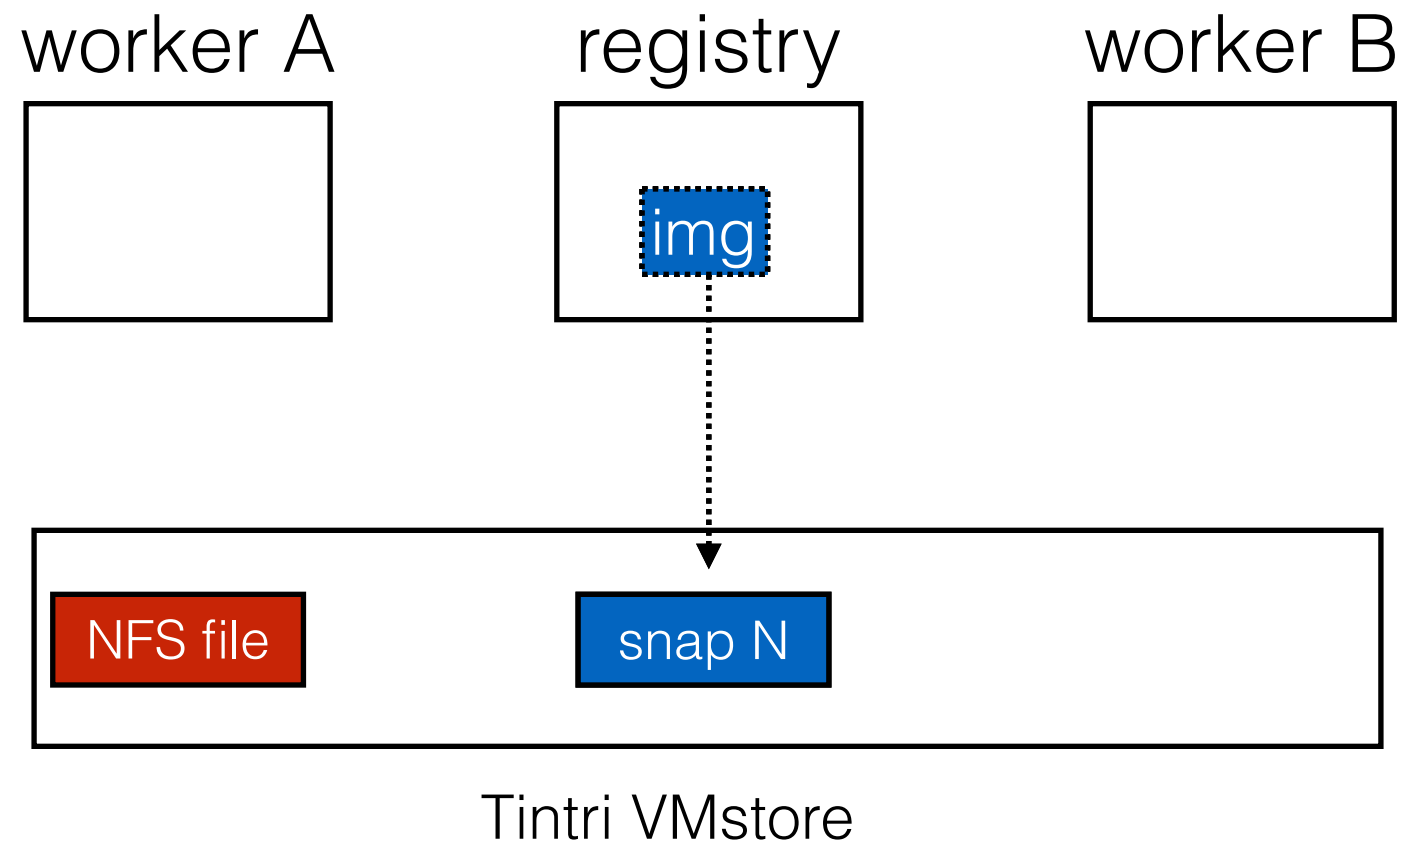 worker A
registry
worker B
img
NFS file
snap N
Tintri VMstore